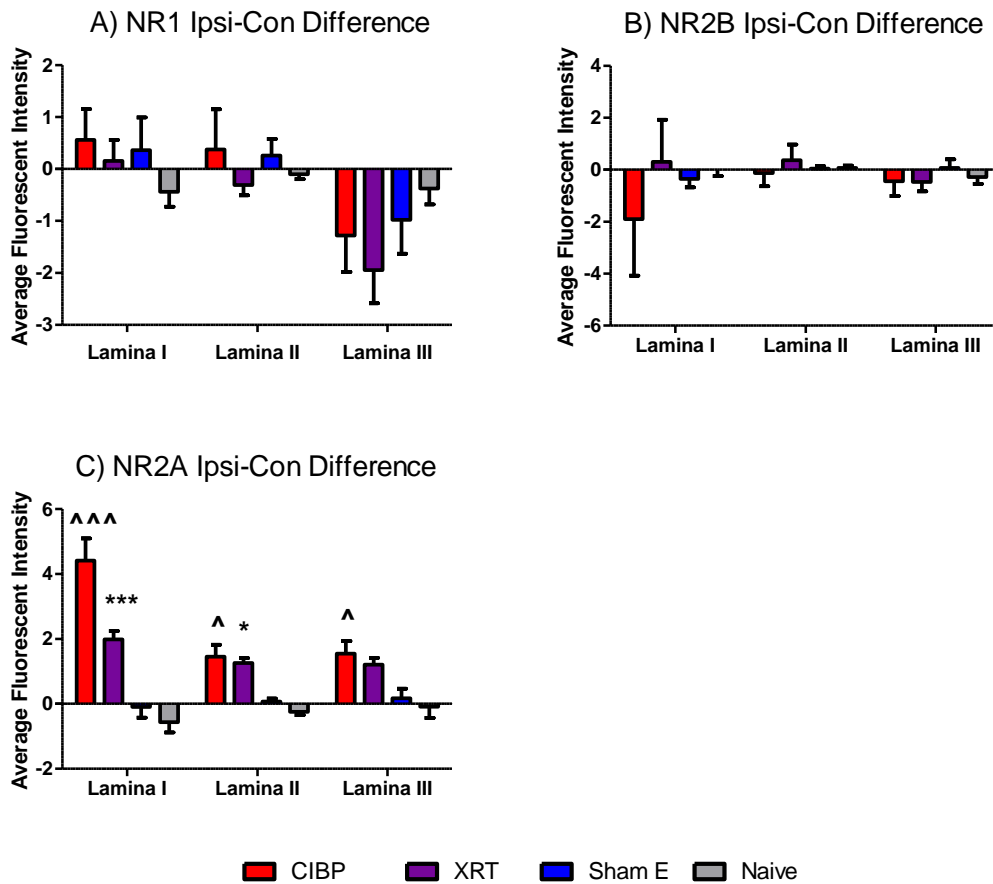 A) NR1 Ipsi-Con Difference
Average Fluorescent Intensity
2
1
0
-1
-2
-3
Lamina I Lamina II Lamina III
B) NR2B Ipsi-Con Difference
Average Fluorescent Intensity
4
2
0
-2
-4
-6
Lamina I Lamina II Lamina III
C) NR2A Ipsi-Con Difference
Average Fluorescent Intensity
6
4
2
0
-2
^^^
***
^ *
^
Lamina I Lamina II Lamina III
CIBP XRT Sham E Naive